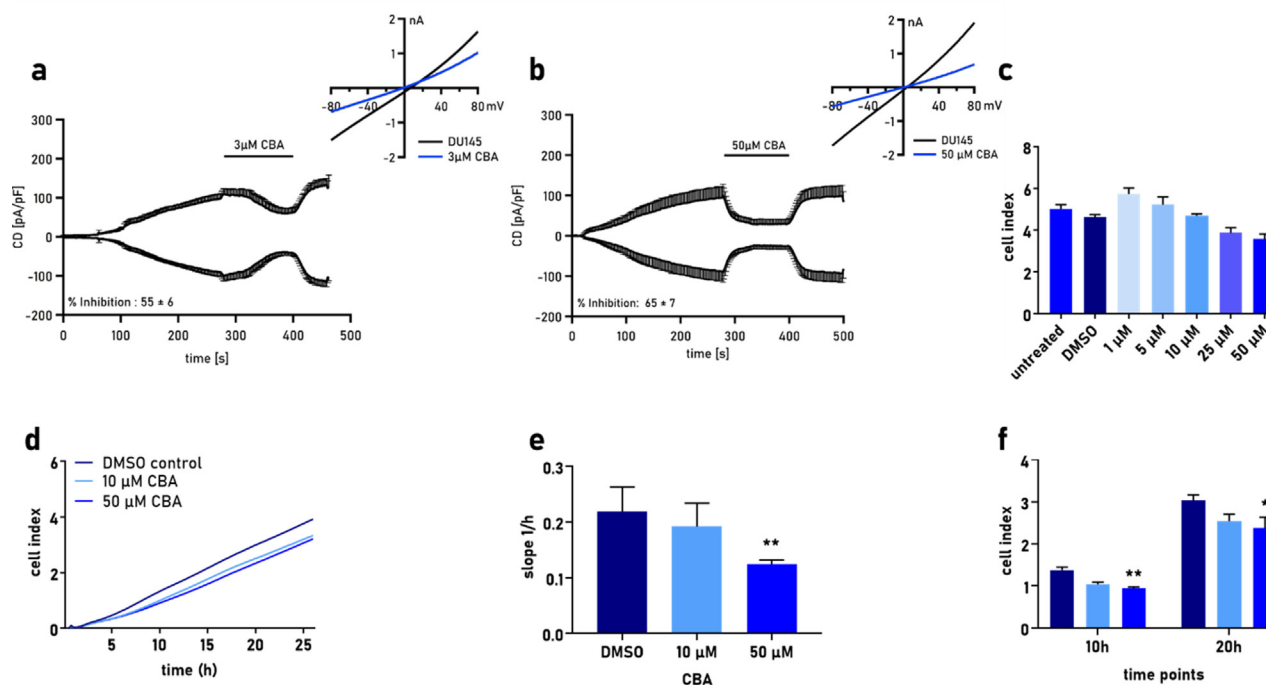 a
nA
2
1
-80
-40
40
80 mV
-1
-2
DU145
3µM CBA
300
200
100
0
-100
-200
CD [pA/pF]
3µM CBA
% Inhibition : 55 ± 6
0
100
200
300
400
500
time [s]
b
nA
2
1
-80
-40
40
80 mV
-1
-2
DU145
50 µM CBA
300
200
100
0
-100
-200
CD [pA/pF]
50µM CBA
% Inhibition: 65 ± 7
0
100
200
300
400
500
time [s]
c
8
6
4
2
0
cell index
untreated
DMSO
1 µM
5 µM
10 µM
25 µM
50 µM
d
6
4
2
0
cell index
DMSO control
10 µM CBA
50 µM CBA
5
10
15
20
25
time (h)
e
0.3
0.2
0.1
0.0
slope 1/h
**
DMSO
10 µM
50 µM
CBA
f
4
3
2
1
0
cell index
**
*
10h
20h
time points